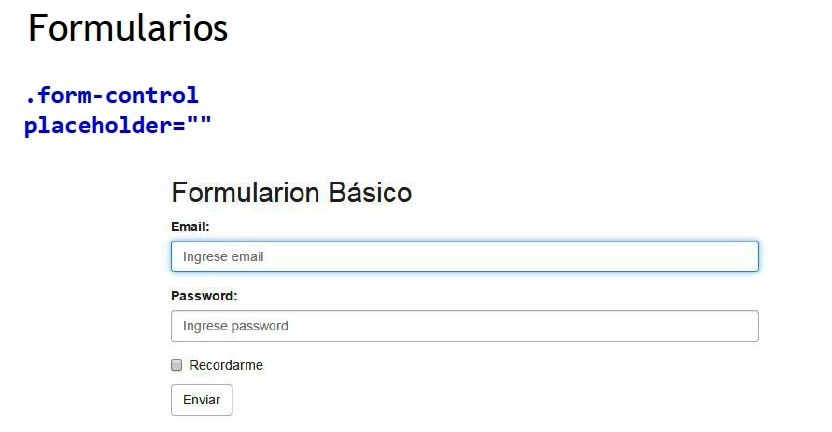 Formularios
.form-control
placeholder=""
Formularion Básico
Email:
Ingrese email
Password:
Ingrese password
Recordarme
Enviar